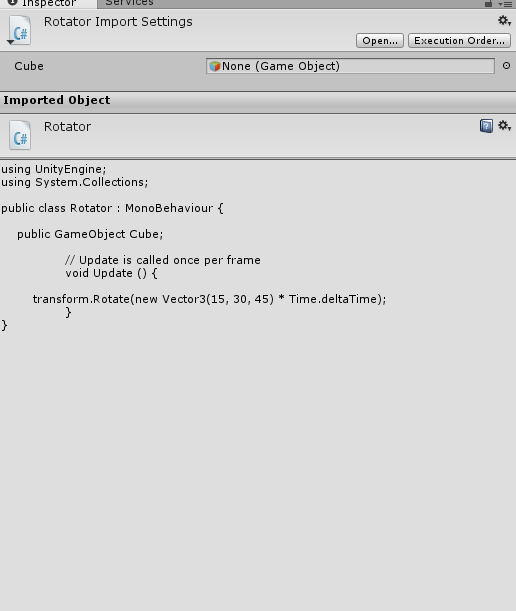 Inspector Services
Rotator Import Settings
Open... Execution Order...
Cube None (Game Object)
Imported Object
Rotator
using UnityEngine;
using System.Collections;
public class Rotator : MonoBehaviour {
public GameObject Cube;
// Update is called once per frame
void Update () {
transform.Rotate(new Vector3(15, 30, 45) * Time.deltaTime);
}
}